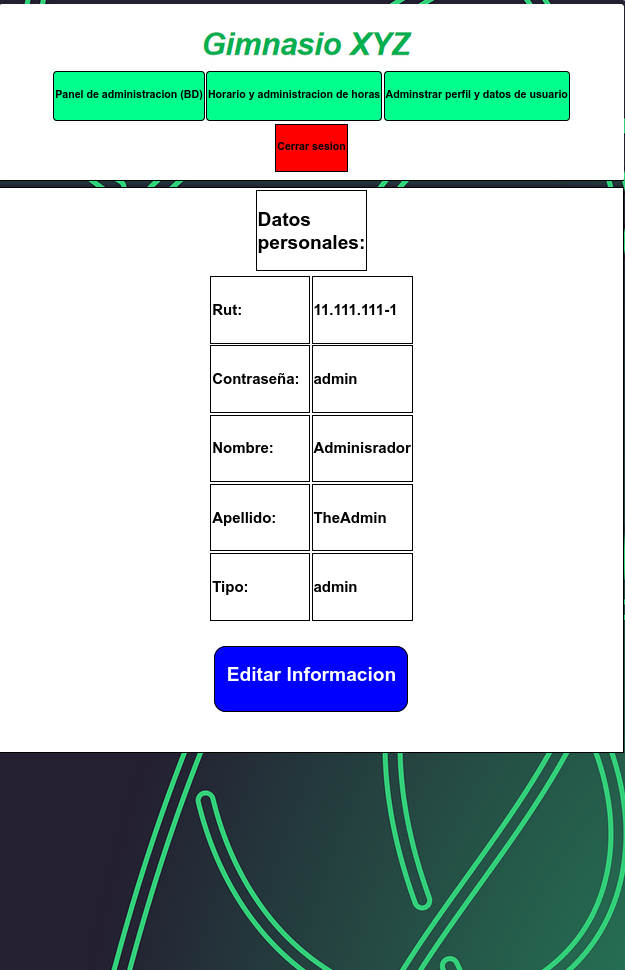 Gimnasio XYZ
Panel de administracion (BD) Horario y administracion de horas Adminstrar perfil y datos de usuario
Cerrar sesion
Datos
personales:
Rut: 11.111.111-1
Contraseña: admin
Nombre: Adminisrador
Apellido: TheAdmin
Tipo: admin
Editar Informacion